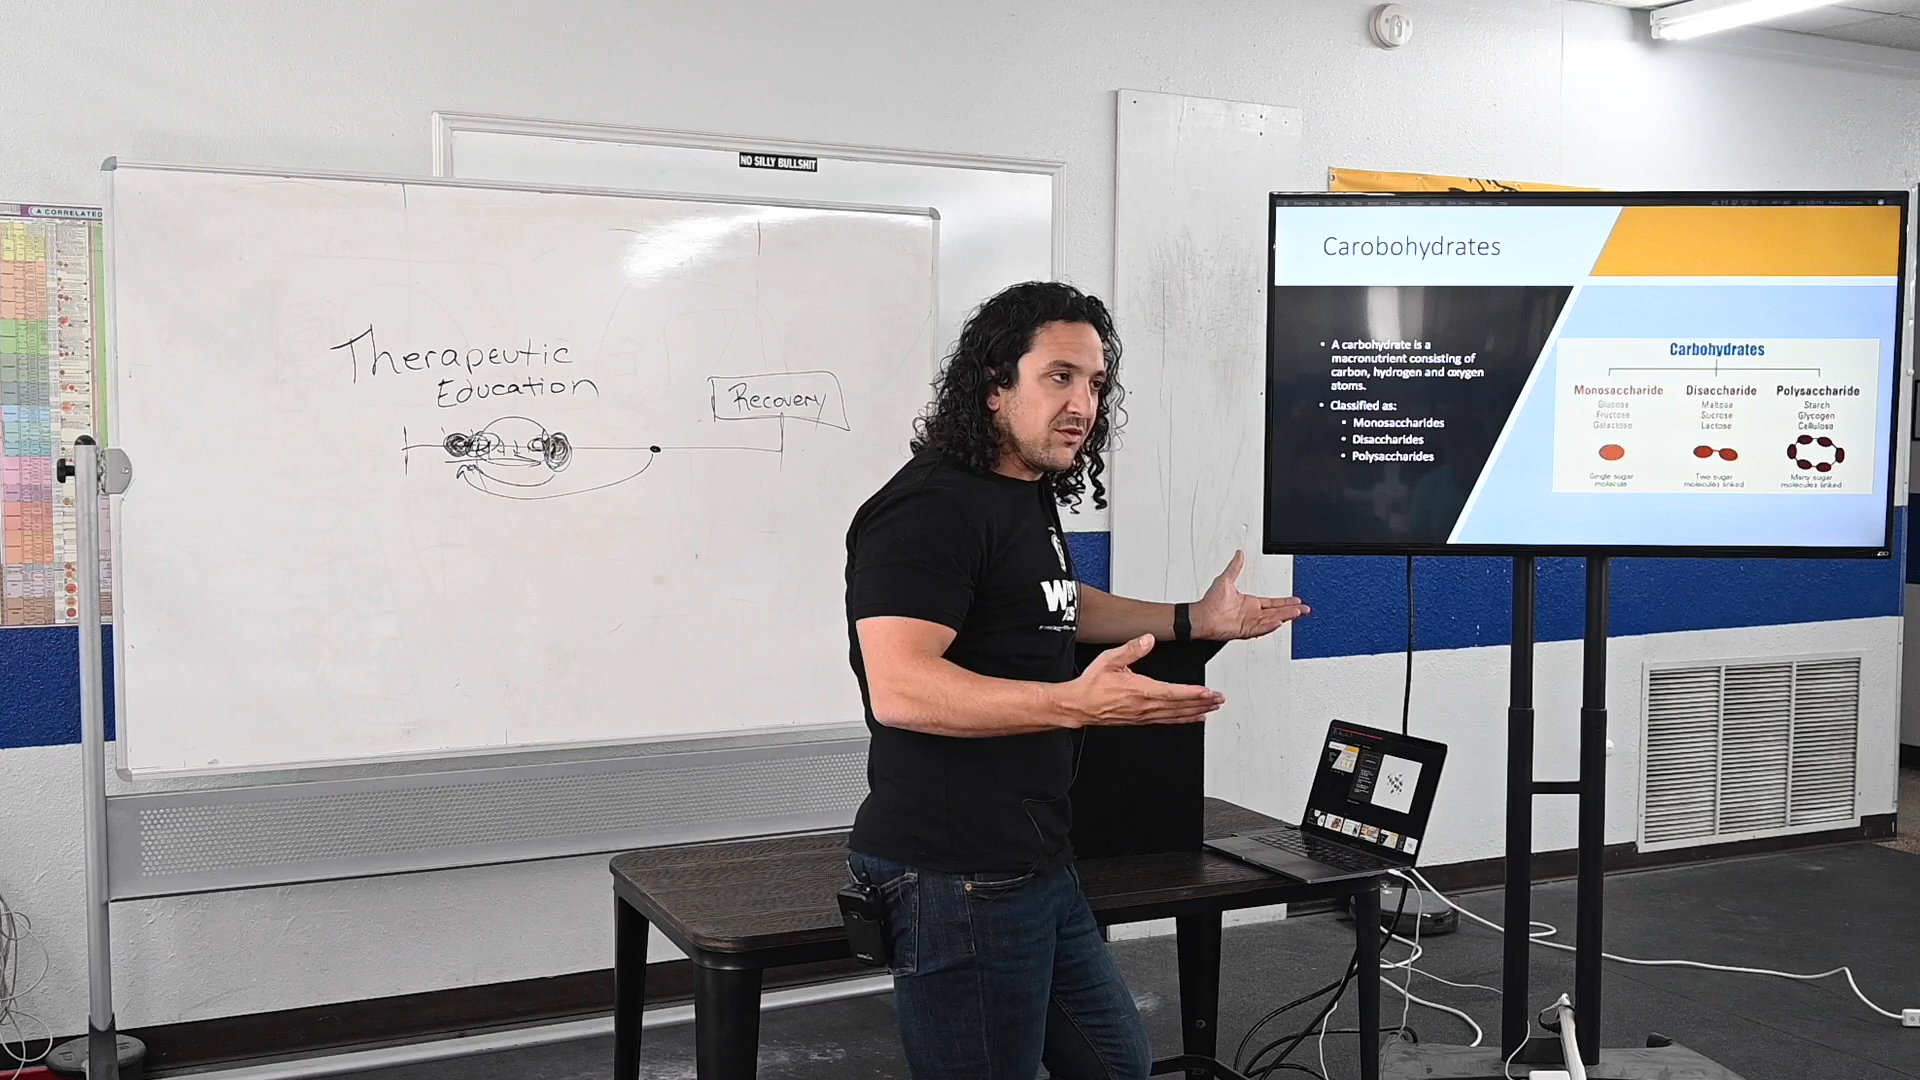 NO SILLY BULLSHIT
A CORRELATED
Therapeutic
Education
Recovery
Carobohydrates
• A carbohydrate is a
macronutrient consisting of
carbon, hydrogen and oxygen
atoms.
• Classified as:
• Monosaccharides
• Disaccharides
• Polysaccharides
Carbohydrates
Monosaccharide
Glucose
Fructose
Galactose
Single sugar
molecule
Disaccharide
Maltose
Sucrose
Lactose
Two sugar
molecules linked
Polysaccharide
Starch
Glycogen
Cellulose
Many sugar
molecules linked